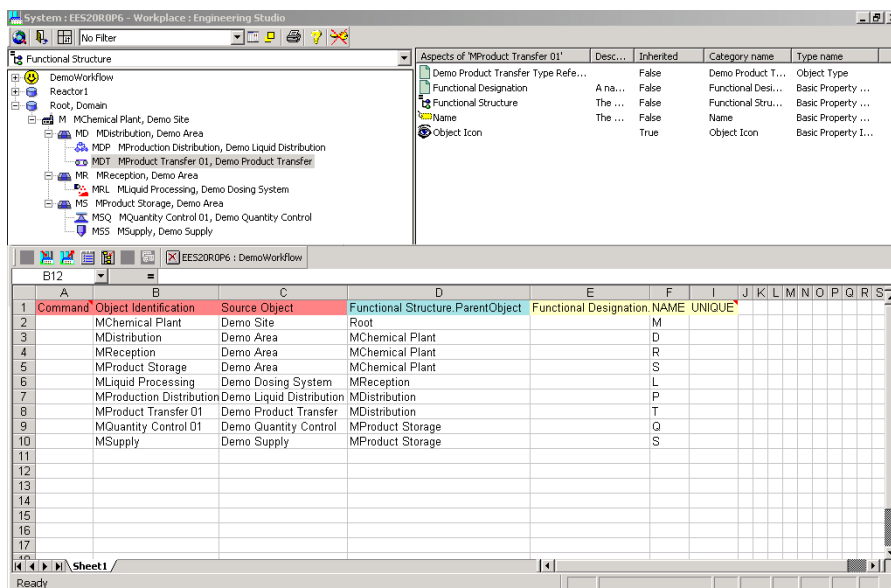 System : EES20R0P6 - Workplace : Engineering Studio
No Filter
Functional Structure
DemoWorkflow
Reactor1
Root, Domain
M MChemical Plant, Demo Site
MD MDistribution, Demo Area
MDP MProduction Distribution, Demo Liquid Distribution
MDT MProduct Transfer 01, Demo Product Transfer
MR MReception, Demo Area
MRL MLiquid Processing, Demo Dosing System
MS MProduct Storage, Demo Area
MSQ MQuantity Control 01, Demo Quantity Control
MSS MSupply, Demo Supply
Aspects of 'MProduct Transfer 01' Desc... Inherited Category name Type name
Demo Product Transfer Type Refe... False Demo Product T... Object Type
Functional Designation A na... False Functional Desi... Basic Property ...
Functional Structure The ... False Functional Stru... Basic Property ...
Name The ... False Name Basic Property ...
Object Icon True Object Icon Basic Property I...
EES20R0P6 : DemoWorkflow
B12 =
A B C D E F I J K L M N O P Q R S
1 Command Object Identification Source Object Functional Structure.ParentObject Functional Designation.NAME UNIQUE
2 MChemical Plant Demo Site Root M
3 MDistribution Demo Area MChemical Plant D
4 MReception Demo Area MChemical Plant R
5 MProduct Storage Demo Area MChemical Plant S
6 MLiquid Processing Demo Dosing System MReception L
7 MProduction Distribution Demo Liquid Distribution MDistribution P
8 MProduct Transfer 01 Demo Product Transfer MDistribution T
9 MQuantity Control 01 Demo Quantity Control MProduct Storage Q
10 MSupply Demo Supply MProduct Storage S
11
12
13
14
15
16
17
Sheet1
Ready